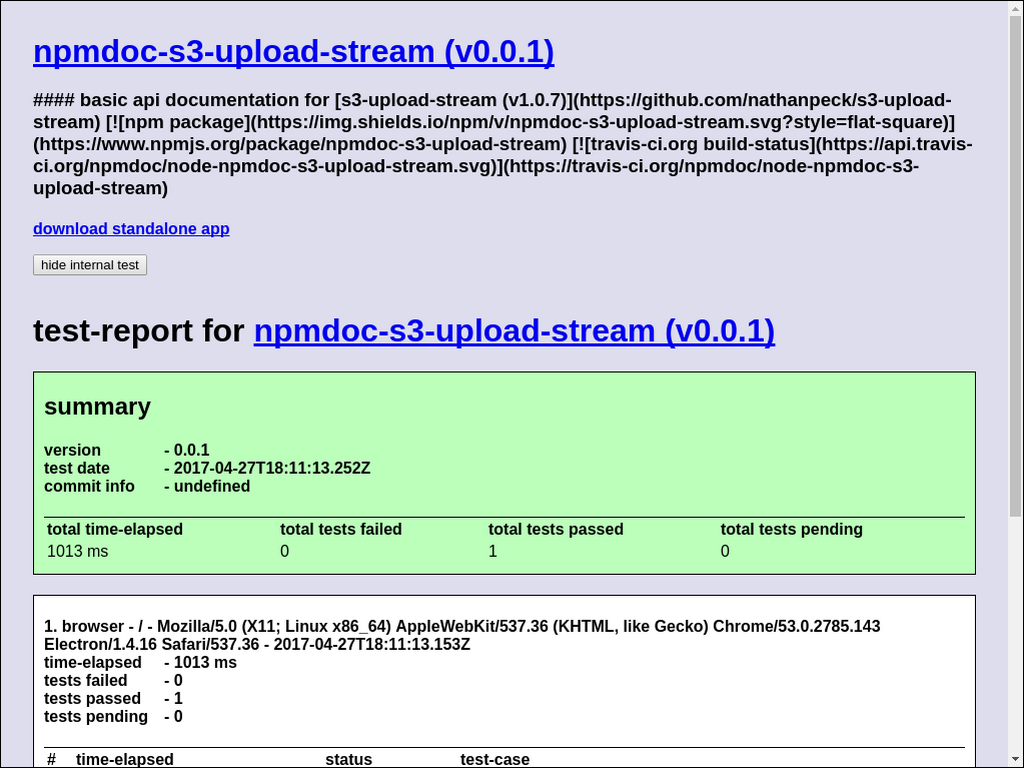 npmdoc-s3-upload-stream (v0.0.1)
#### basic api documentation for [s3-upload-stream (v1.0.7)](https://github.com/nathanpeck/s3-upload-
stream) [![npm package](https://img.shields.io/npm/v/npmdoc-s3-upload-stream.svg?style=flat-square)]
(https://www.npmjs.org/package/npmdoc-s3-upload-stream) [![travis-ci.org build-status](https://api.travis-
ci.org/npmdoc/node-npmdoc-s3-upload-stream.svg)](https://travis-ci.org/npmdoc/node-npmdoc-s3-
upload-stream)
download standalone app
hide internal test
test-report for npmdoc-s3-upload-stream (v0.0.1)
summary
version - 0.0.1
test date - 2017-04-27T18:11:13.252Z
commit info - undefined
total time-elapsed total tests failed total tests passed total tests pending
1013 ms 0 1 0
1. browser - / - Mozilla/5.0 (X11; Linux x86_64) AppleWebKit/537.36 (KHTML, like Gecko) Chrome/53.0.2785.143
Electron/1.4.16 Safari/537.36 - 2017-04-27T18:11:13.153Z
time-elapsed - 1013 ms
tests failed - 0
tests passed - 1
tests pending - 0
# time-elapsed status test-case